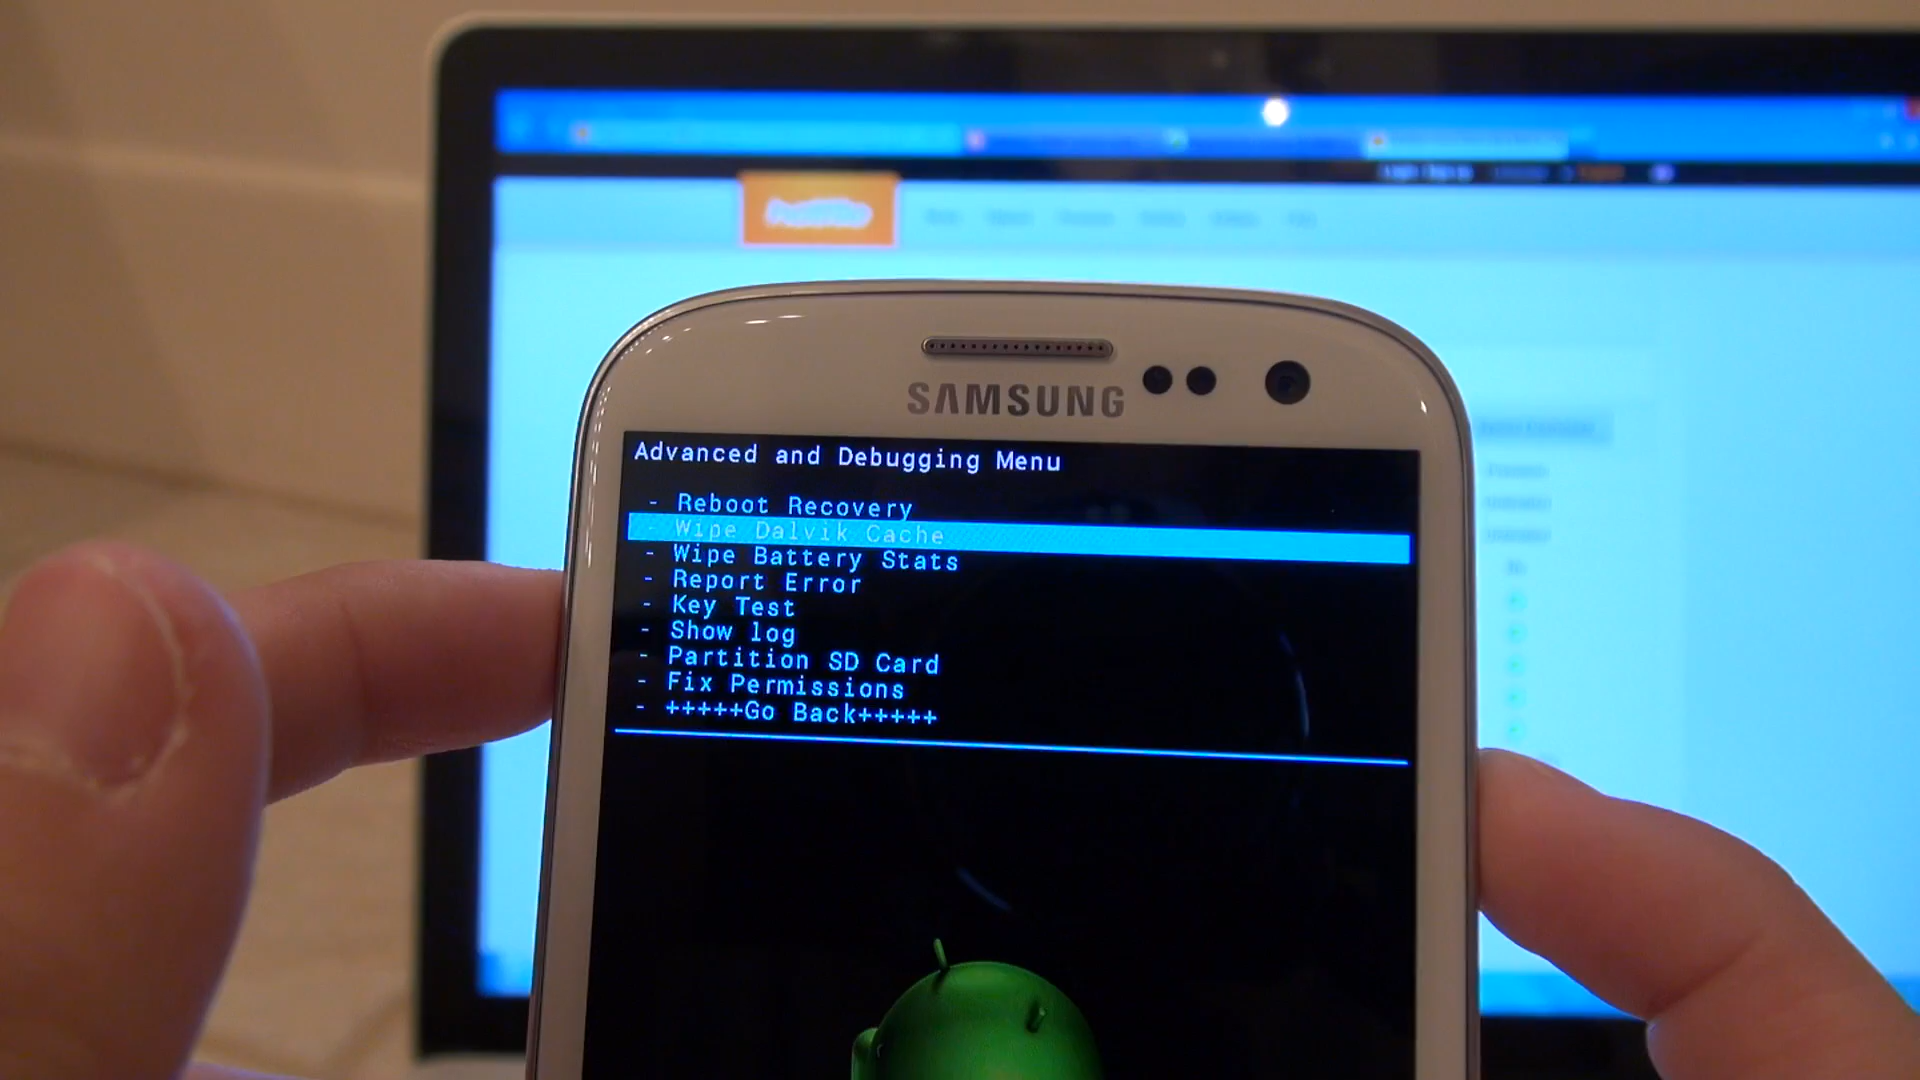 SAMSUNG
Advanced and Debugging Menu
- Reboot Recovery
- Wipe Dalvik Cache
- Wipe Battery Stats
- Report Error
- Key Test
- Show log
- Partition SD Card
- Fix Permissions
- +++++Go Back+++++